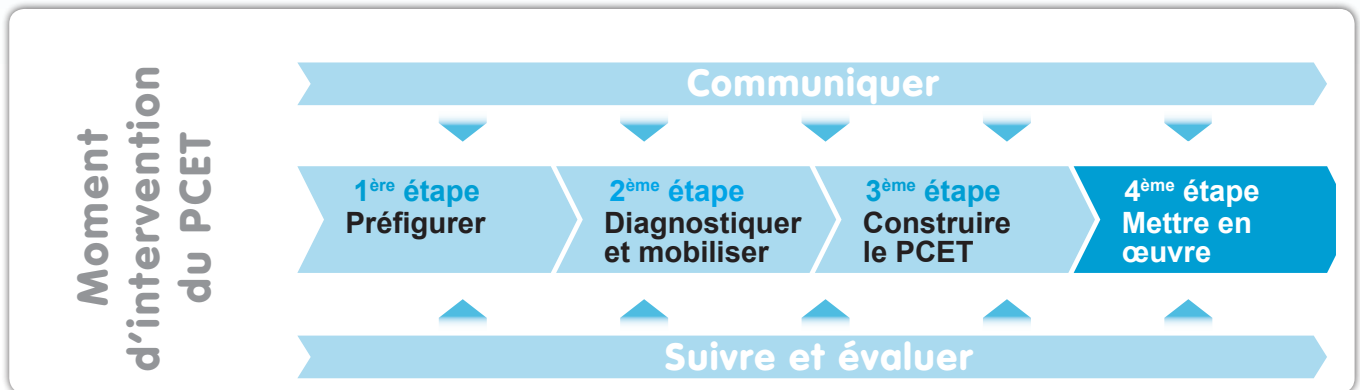 Moment
d'intervention
du PCET
Communiquer
1ère étape
Préfigurer
2ème étape
Diagnostiquer
et mobiliser
3ème étape
Construire
le PCET
4ème étape
Mettre en
œuvre
Suivre et évaluer